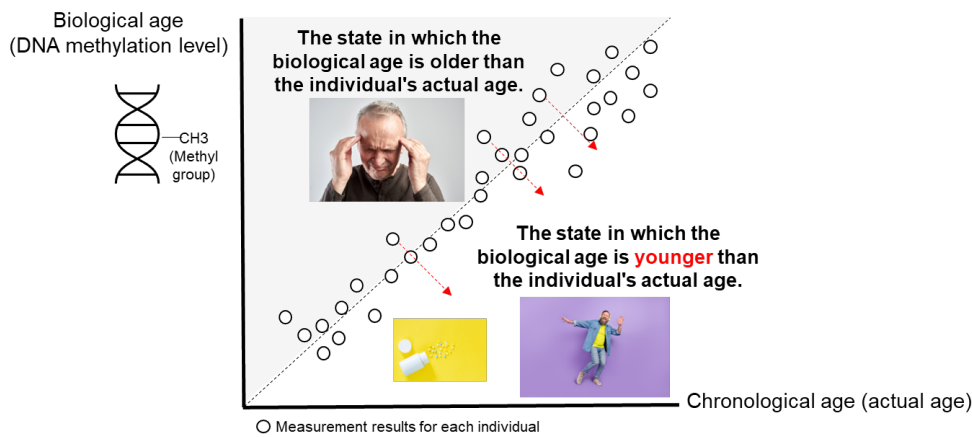 Biological age
(DNA methylation level)
CH3
(Methyl
group)
The state in which the
biological age is older than
the individual's actual age.
The state in which the
biological age is younger than
the individual's actual age.
Chronological age (actual age)
Measurement results for each individual